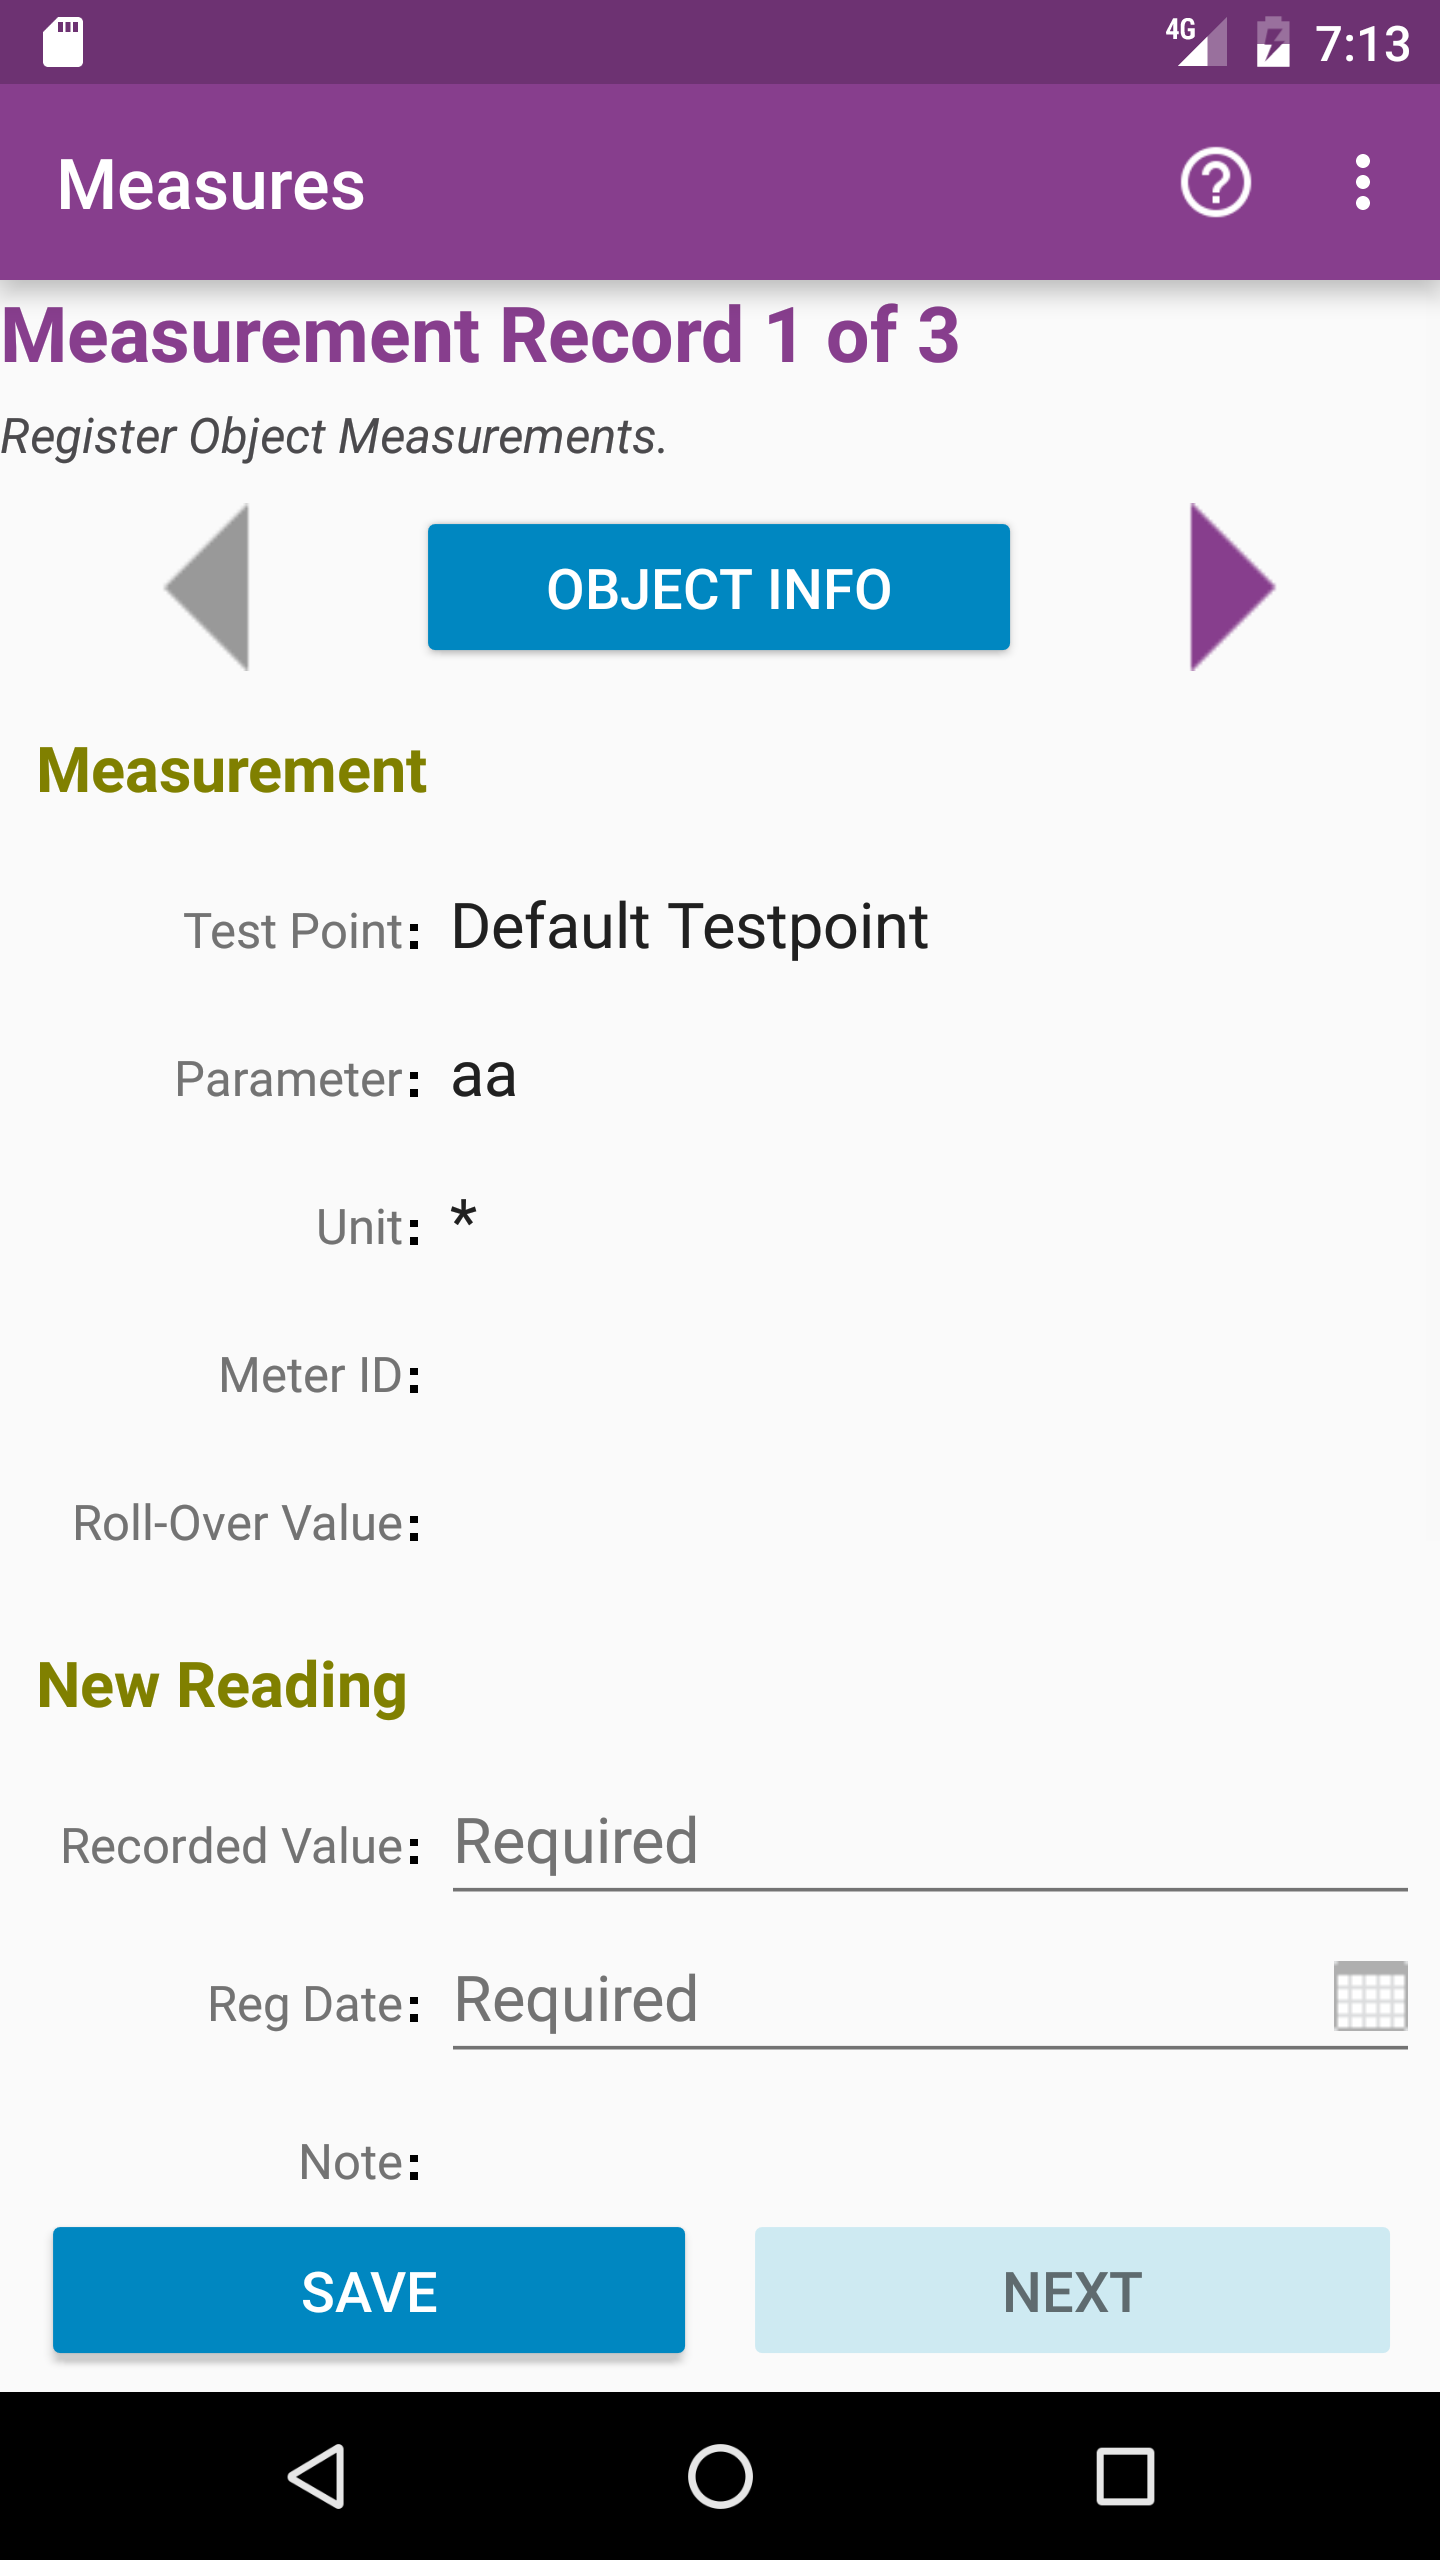 4G 7:13
Measures
Measurement Record 1 of 3
Register Object Measurements.
OBJECT INFO
Measurement
Test Point: Default Testpoint
Parameter: aa
Unit: *
Meter ID:
Roll-Over Value:
New Reading
Recorded Value: Required
Reg Date: Required
Note:
SAVE NEXT